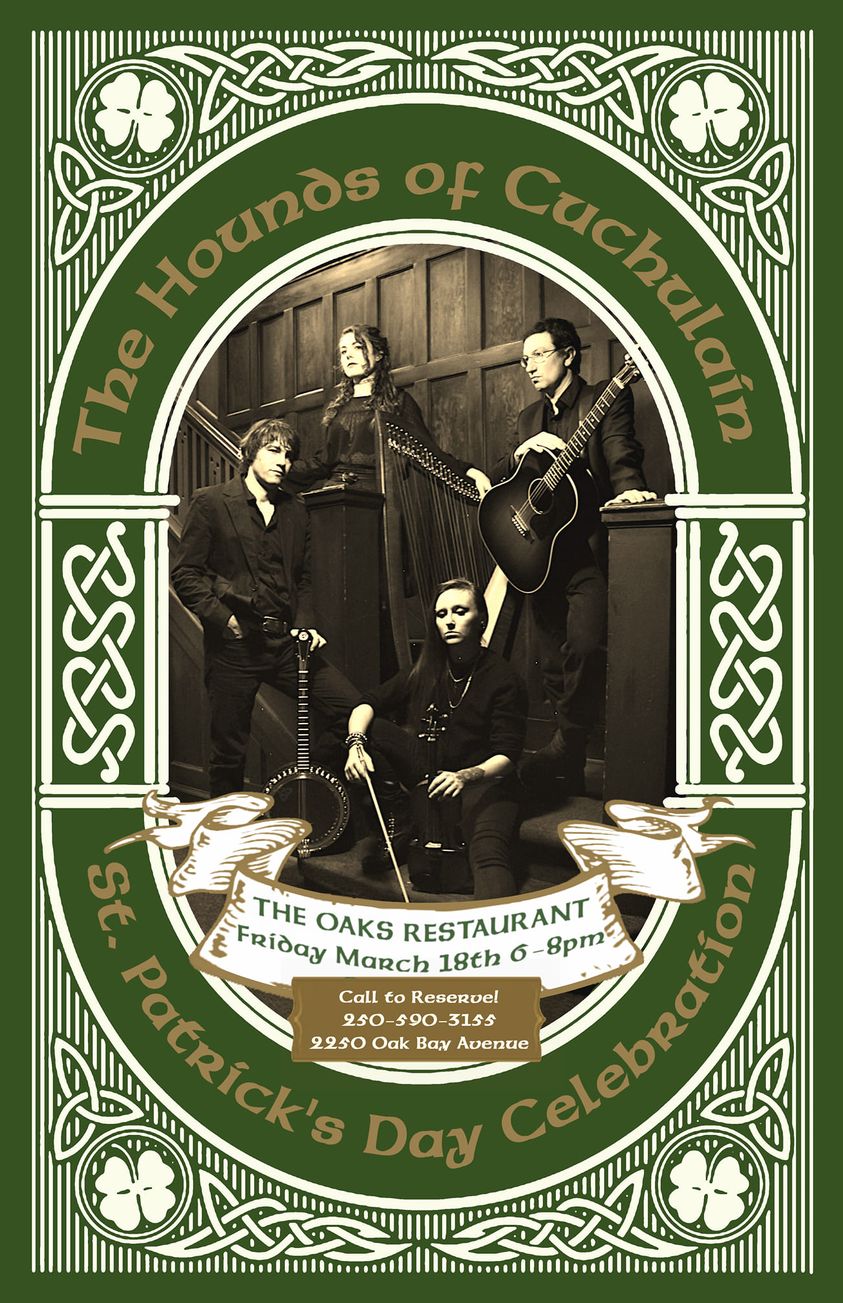 The Hounds of Cuchulain
THE OAKS RESTAURANT
Friday March 18th 6-8pm
Call to Reserve!
250-590-3155
2250 Oak Bay Avenue
St. Patrick's Day Celebration